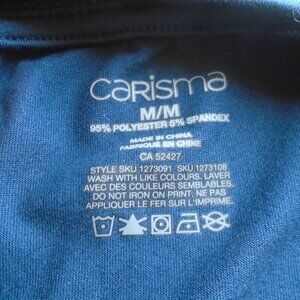 carisma
M/M
95% POLYESTER 5% SPANDEX
MADE IN CHINA
FABRIQUÉ EN CHINE
CA 52427
STYLE SKU 1273091 SKU 1273108
WASH WITH LIKE COLOURS. LAVER
AVEC DES COULEURS SEMBLABLES.
DO NOT IRON ON PRINT. NE PAS
APPLIQUER LE FER SUR L'IMPRIMÉ.